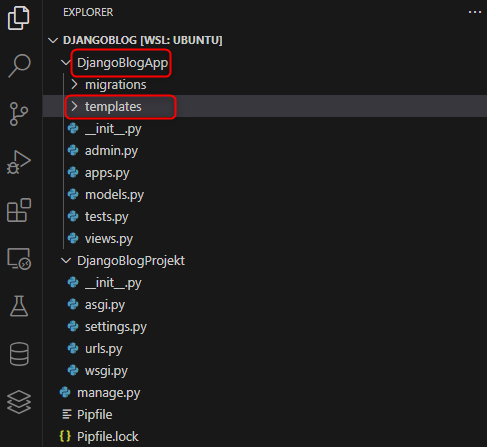 EXPLORER
DJANGOBLOG [WSL: UBUNTU]
DjangoBlogApp
migrations
templates
__init__.py
admin.py
apps.py
models.py
tests.py
views.py
DjangoBlogProjekt
__init__.py
asgi.py
settings.py
urls.py
wsgi.py
manage.py
Pipfile
Pipfile.lock